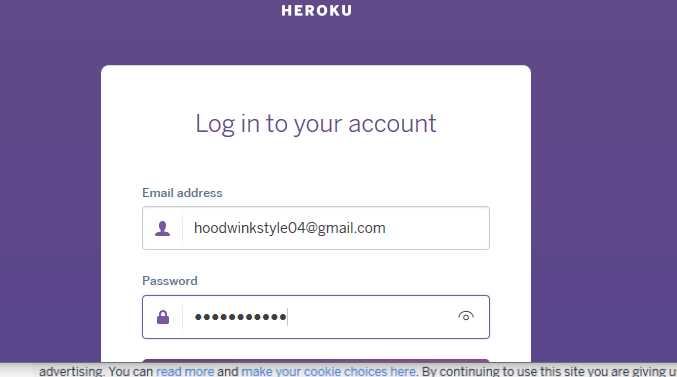 HEROKU
Log in to your account
Email address
hoodwinkstyle04@gmail.com
Password
●●●●●●●●●●●
advertising. You can read more and make your cookie choices here. By continuing to use this site you are giving us